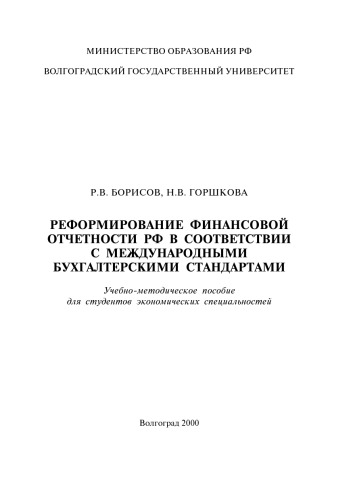 МИНИСТЕРСТВО ОБРАЗОВАНИЯ РФ
ВОЛГОГРАДСКИЙ ГОСУДАРСТВЕННЫЙ УНИВЕРСИТЕТ
Р.В. БОРИСОВ, Н.В. ГОРШКОВА
РЕФОРМИРОВАНИЕ ФИНАНСОВОЙ
ОТЧЕТНОСТИ РФ В СООТВЕТСТВИИ
С МЕЖДУНАРОДНЫМИ
БУХГАЛТЕРСКИМИ СТАНДАРТАМИ
Учебно-методическое пособие
для студентов экономических специальностей
Волгоград 2000